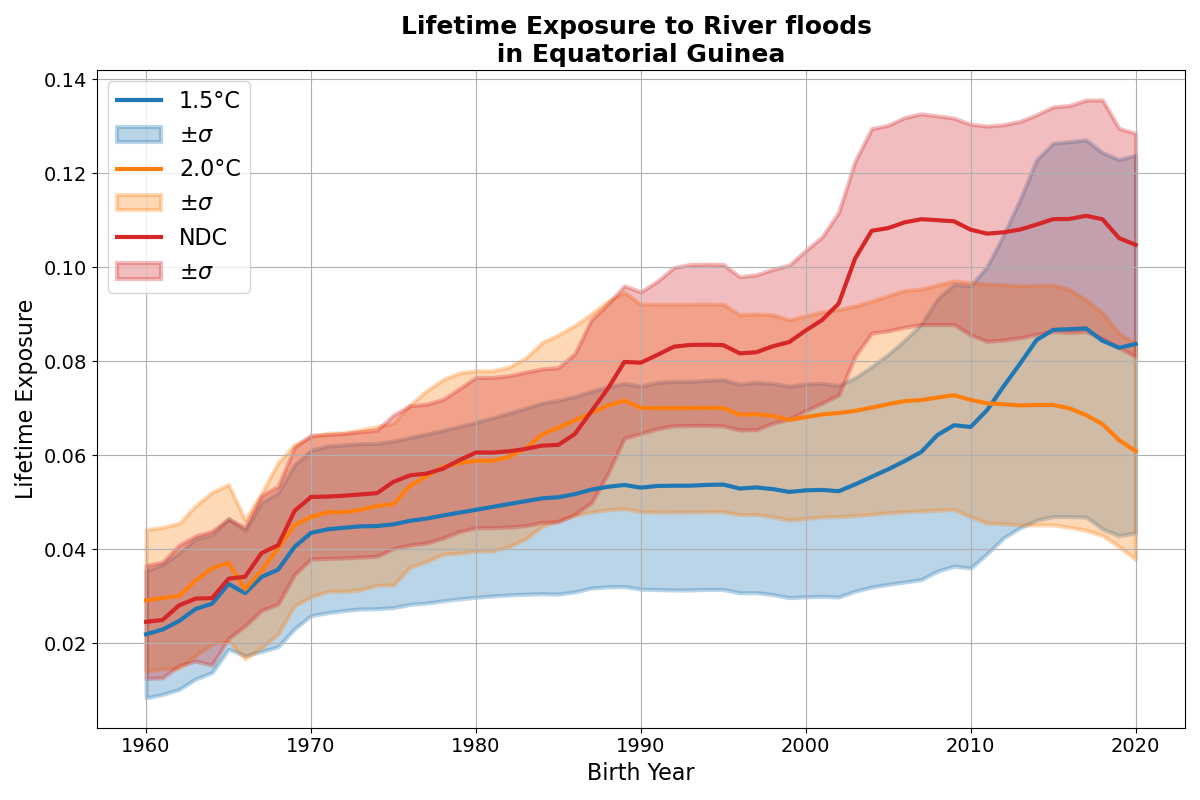 Lifetime Exposure to River floods
in Equatorial Guinea
0.14
0.12
0.10
0.08
0.06
0.04
0.02
Lifetime Exposure
1.5°C
±σ
2.0°C
±σ
NDC
±σ
1960 1970 1980 1990 2000 2010 2020
Birth Year